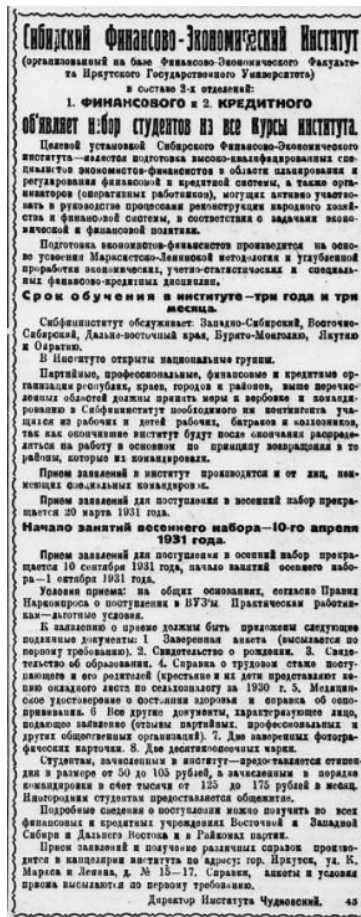 Сибирский Финансово-Экономический Институт
(организованный на базе Финансово-Экономического Факульте-
та Иркутского Государственного Университета)
в составе 2-х отделений:
1. ФИНАНСОВОГО и 2. КРЕДИТНОГО
об'являет набор студентов на все курсы института.
Целевой установкой Сибирского Финансово-Экономического
института—является подготовка высоко-квалифицированных спе-
циалистов экономистов-финансистов в области планирования и
регулирования финансовой и кредитной системы, а также орга-
низаторов (оперативных работников), могущих активно участво-
вать в руководстве процессами реконструкции народного хозяй-
ства и финансовой системы, в соответствии с задачами эконо-
мической и финансовой политики.
Подготовка экономистов-финансистов производится на осно-
ве усвоения Марксистско-Ленинской методологии и углубленной
проработки экономических, учетно-статистических и специаль-
ных финансово-кредитных дисциплин.
Срок обучения в институте—три года и три
месяца.
Сибфининститут обслуживает: Западно-Сибирский, Восточно-
Сибирский, Дальне-восточный края, Бурято-Монголию, Якутию
и Ойратию.
В Институте открыты национальные группы.
Партийные, профессиональные, финансовые и кредитные ор-
ганизации республик, краев, городов и районов, выше перечис-
ленных областей должны принять меры к вербовке и команди-
рованию в Сибфининститут необходимого им контингента уча-
щихся из рабочих и детей рабочих, батраков и колхозников,
так как окончившие институт будут после окончания распреде-
ляться на работу в основном по принципу возвращения в те
районы, которые их командировали.
Прием заявлений в институт производится и от лиц, неи-
меющих специальных командировок.
Прием заявлений для поступления в весенний набор прекра-
щается 20 марта 1931 года.
Начало занятий весеннего набора—10-го апреля
1931 года.
Прием заявлений для поступления в осенний набор прекра-
щается 10 сентября 1931 года, начало занятий осеннего набо-
ра—1 октября 1931 года.
Условия приема: на общих основаниях, согласно Правил
Наркомпроса о поступлении в ВУЗ'ы. Практическим работни-
кам—льготные условия.
К заявлению о приеме должны быть приложены следующие
подлинные документы: 1 Заверенная анкета (высылается по
первому требованию). 2. Свидетельство о рождении. 3. Свиде-
тельство об образовании. 4. Справка о трудовом стаже посту-
пающего и его родителей (крестьяне и их дети представляют ко-
пию окладного листа по сельхозналогу за 1930 г. 5. Медицин-
ское удостоверение о состоянии здоровья и справка об оспо-
прививании. 6 Все другие документы, характеризующие лицо,
подающее заявление (отзывы партийных, профессиональных и
других общественных организаций). 7. Две заверенных фотогра-
фических карточки. 8. Две десятикопеечных марки.
Студентам, зачисленным в институт—предоставляется стипен-
дия в размере от 50 до 105 рублей, а зачисленным в порядке
командировки в счет тысячи от 125 до 175 рублей в месяц.
Иногородним студентам предоставляется общежитие.
Подробные сведения о поступлении можно получить во всех
финансовых и кредитных учреждениях Восточной и Западной
Сибири и Дальнего Востока и в Райкомах партии.
Прием заявлений и получение различных справок произво-
дится в канцелярии института по адресу: гор. Иркутск, ул. К.
Маркса и Ленина, д. № 15—17. Справки, анкеты и условия
приема высылаются по первому требованию.
Директор Института Чудновский. 43